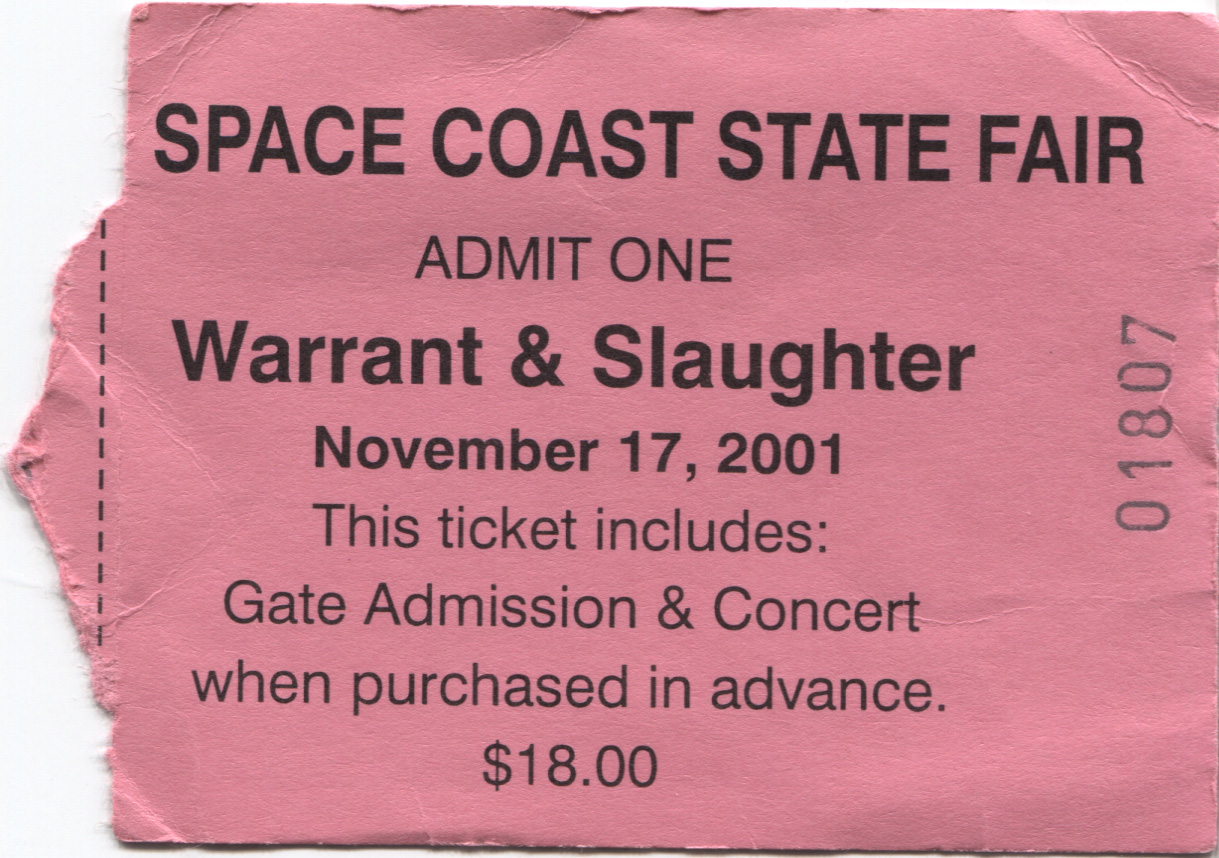 SPACE COAST STATE FAIR
ADMIT ONE
Warrant & Slaughter
November 17, 2001
This ticket includes:
Gate Admission & Concert
when purchased in advance.
$18.00
01807